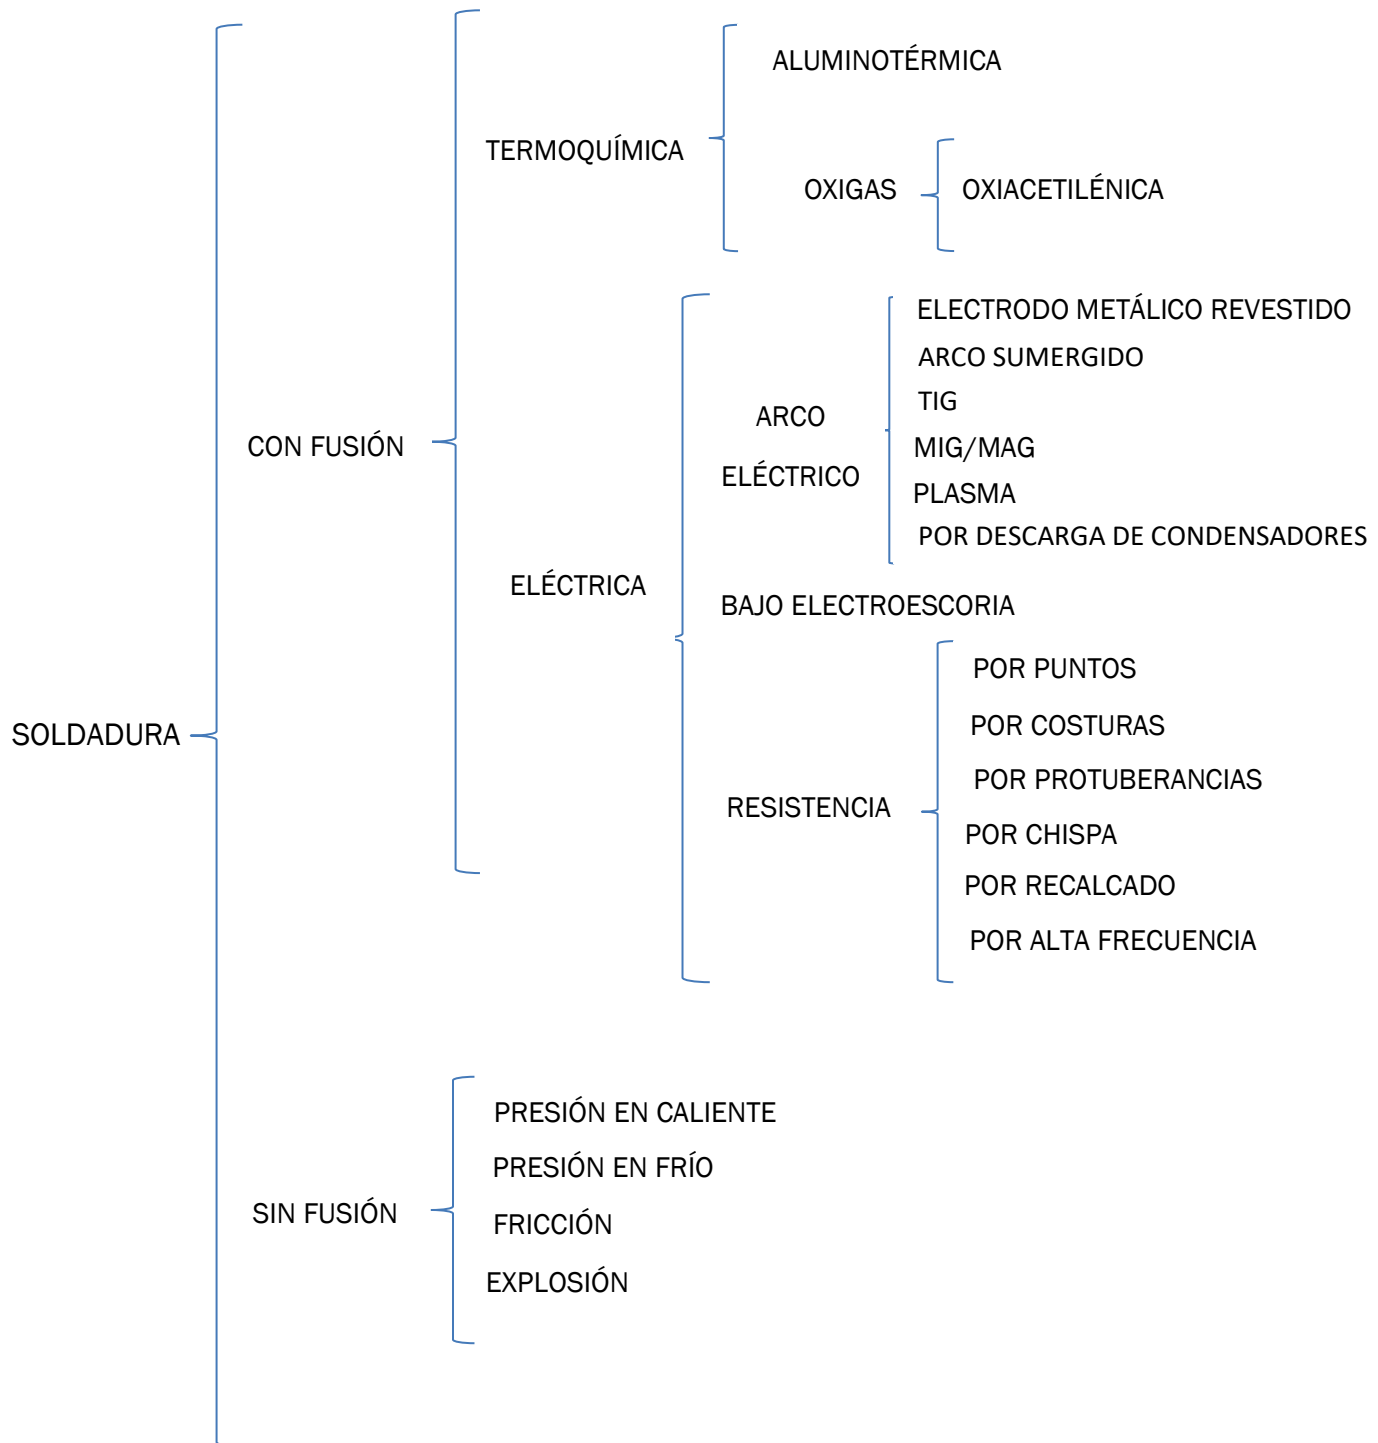 SOLDADURA
CON FUSIÓN
TERMOQUÍMICA
ALUMINOTÉRMICA
OXIGAS
OXIACETILÉNICA
ELÉCTRICA
ARCO
ELÉCTRICO
ELECTRODO METÁLICO REVESTIDO
ARCO SUMERGIDO
TIG
MIG/MAG
PLASMA
POR DESCARGA DE CONDENSADORES
BAJO ELECTROESCORIA
RESISTENCIA
POR PUNTOS
POR COSTURAS
POR PROTUBERANCIAS
POR CHISPA
POR RECALCADO
POR ALTA FRECUENCIA
SIN FUSIÓN
PRESIÓN EN CALIENTE
PRESIÓN EN FRÍO
FRICCIÓN
EXPLOSIÓN